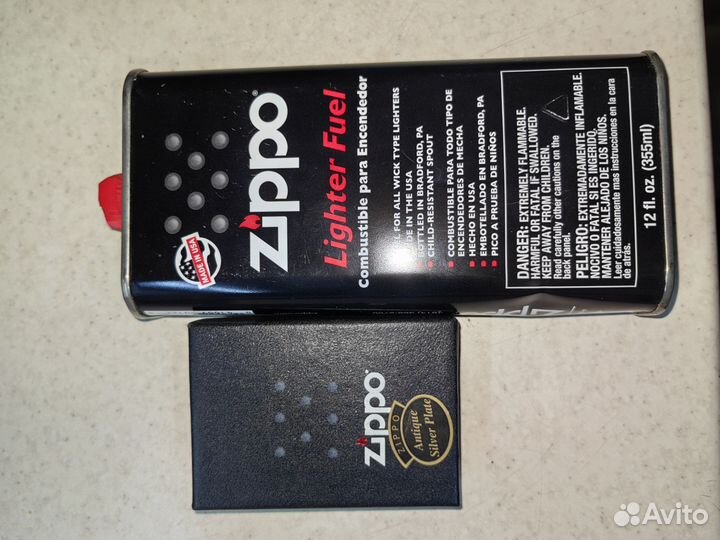 zippo
Lighter Fuel
Combustible para Encendedor
MADE IN USA
FOR ALL WICK TYPE LIGHTERS
MADE IN THE USA
BOTTLED IN BRADFORD, PA
CHILD-RESISTANT SPOUT
COMBUSTIBLE PARA TODO TIPO DE
ENCENDEDORES DE MECHA
HECHO EN USA
EMBOTELLADO EN BRADFORD, PA
PICO A PRUEBA DE NIÑOS
DANGER: EXTREMELY FLAMMABLE.
HARMFUL OR FATAL IF SWALLOWED.
KEEP AWAY FROM CHILDREN.
Read carefully other cautions on the
back panel.
PELIGRO: EXTREMADAMENTE INFLAMABLE.
NOCIVO O FATAL SI ES INGERIDO.
MANTENER ALEJADO DE LOS NIÑOS.
Leer cuidadosamente mas instrucciones en la cara
de atrás.
12 fl. oz. (355ml)
zippo
ZIPPO
Antique
Silver Plate
Avito